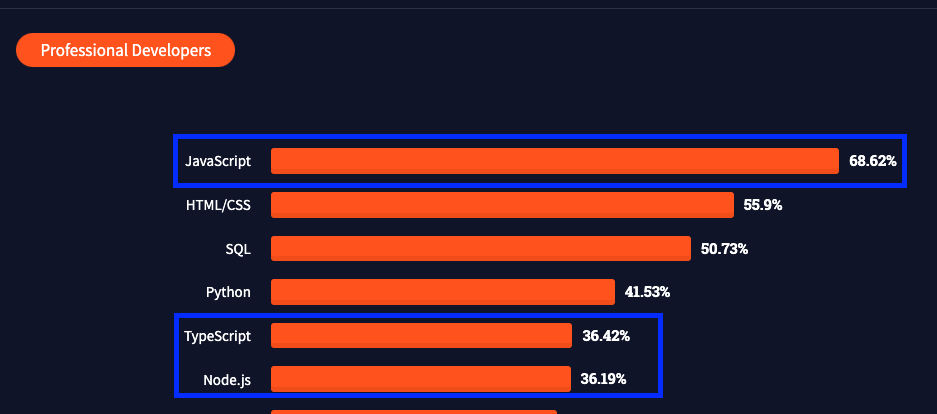 Professional Developers
JavaScript 68.62%
HTML/CSS 55.9%
SQL 50.73%
Python 41.53%
TypeScript 36.42%
Node.js 36.19%